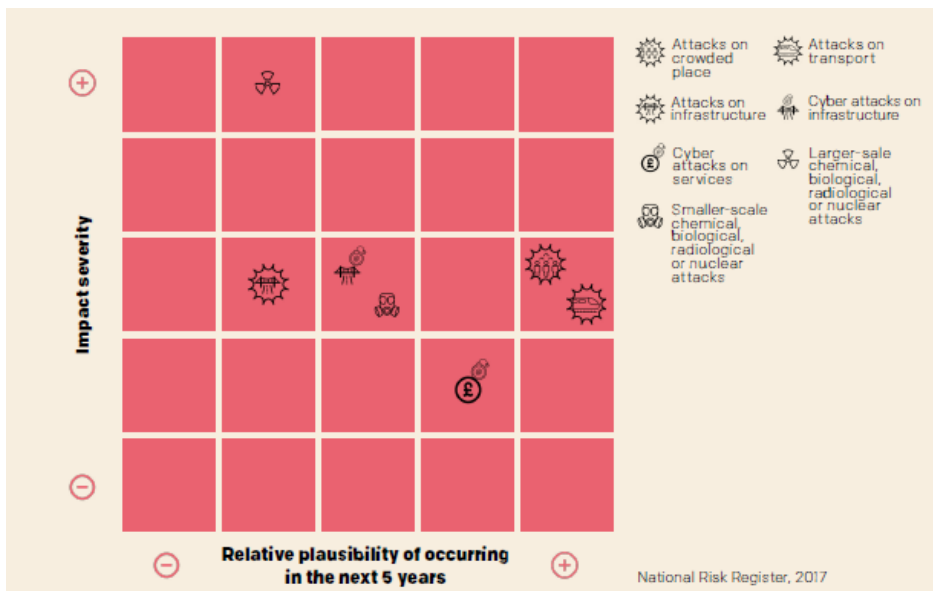 Attacks on
crowded
place
Attacks on
transport
Attacks on
infrastructure
Cyber attacks on
infrastructure
£ Cyber
attacks on
services
Larger-sale
chemical,
biological,
radiological
or nuclear
attacks
Smaller-scale
chemical,
biological,
radiological
or nuclear
attacks
Impact severity
£
Relative plausibility of occurring
in the next 5 years
National Risk Register, 2017